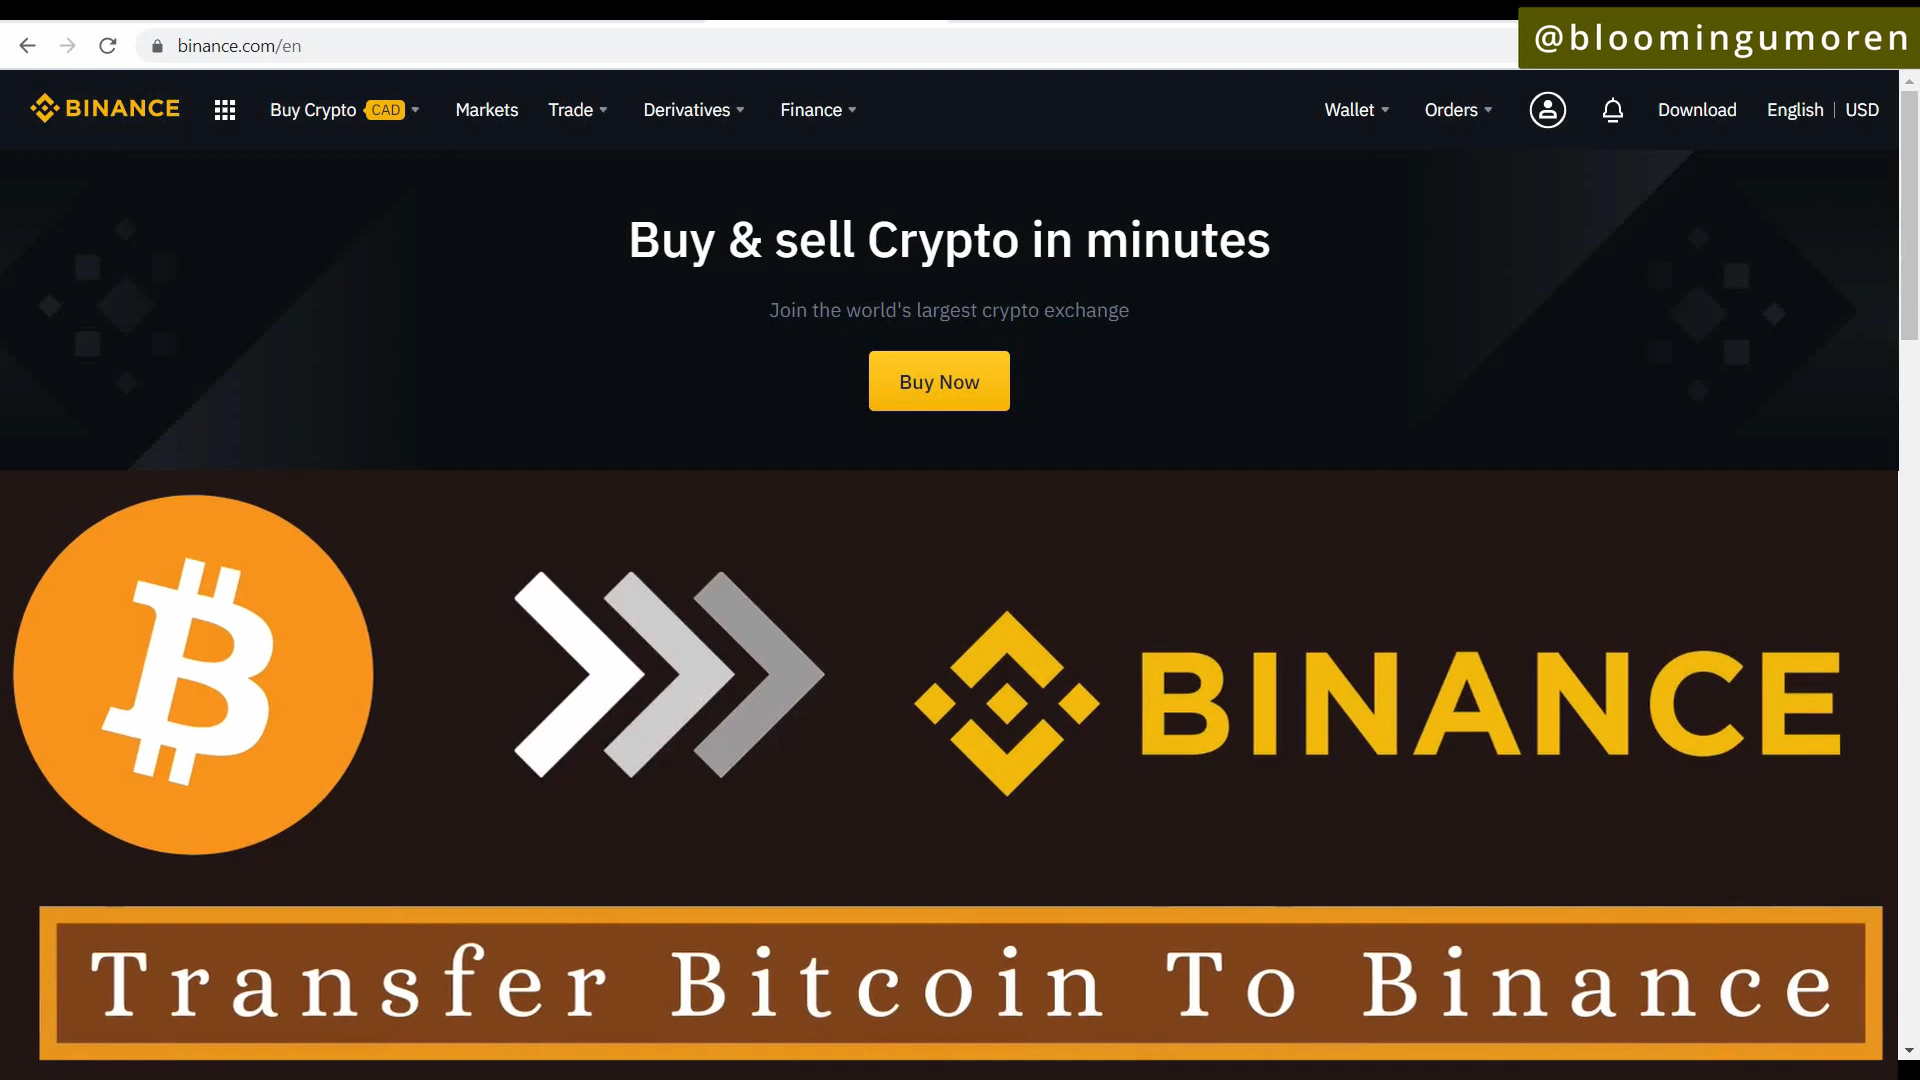 @bloomingumoren
binance.com/en
BINANCE Buy Crypto CAD Markets Trade Derivatives Finance Wallet Orders Download English | USD
Buy & sell Crypto in minutes
Join the world's largest crypto exchange
Buy Now
BINANCE
Transfer Bitcoin To Binance